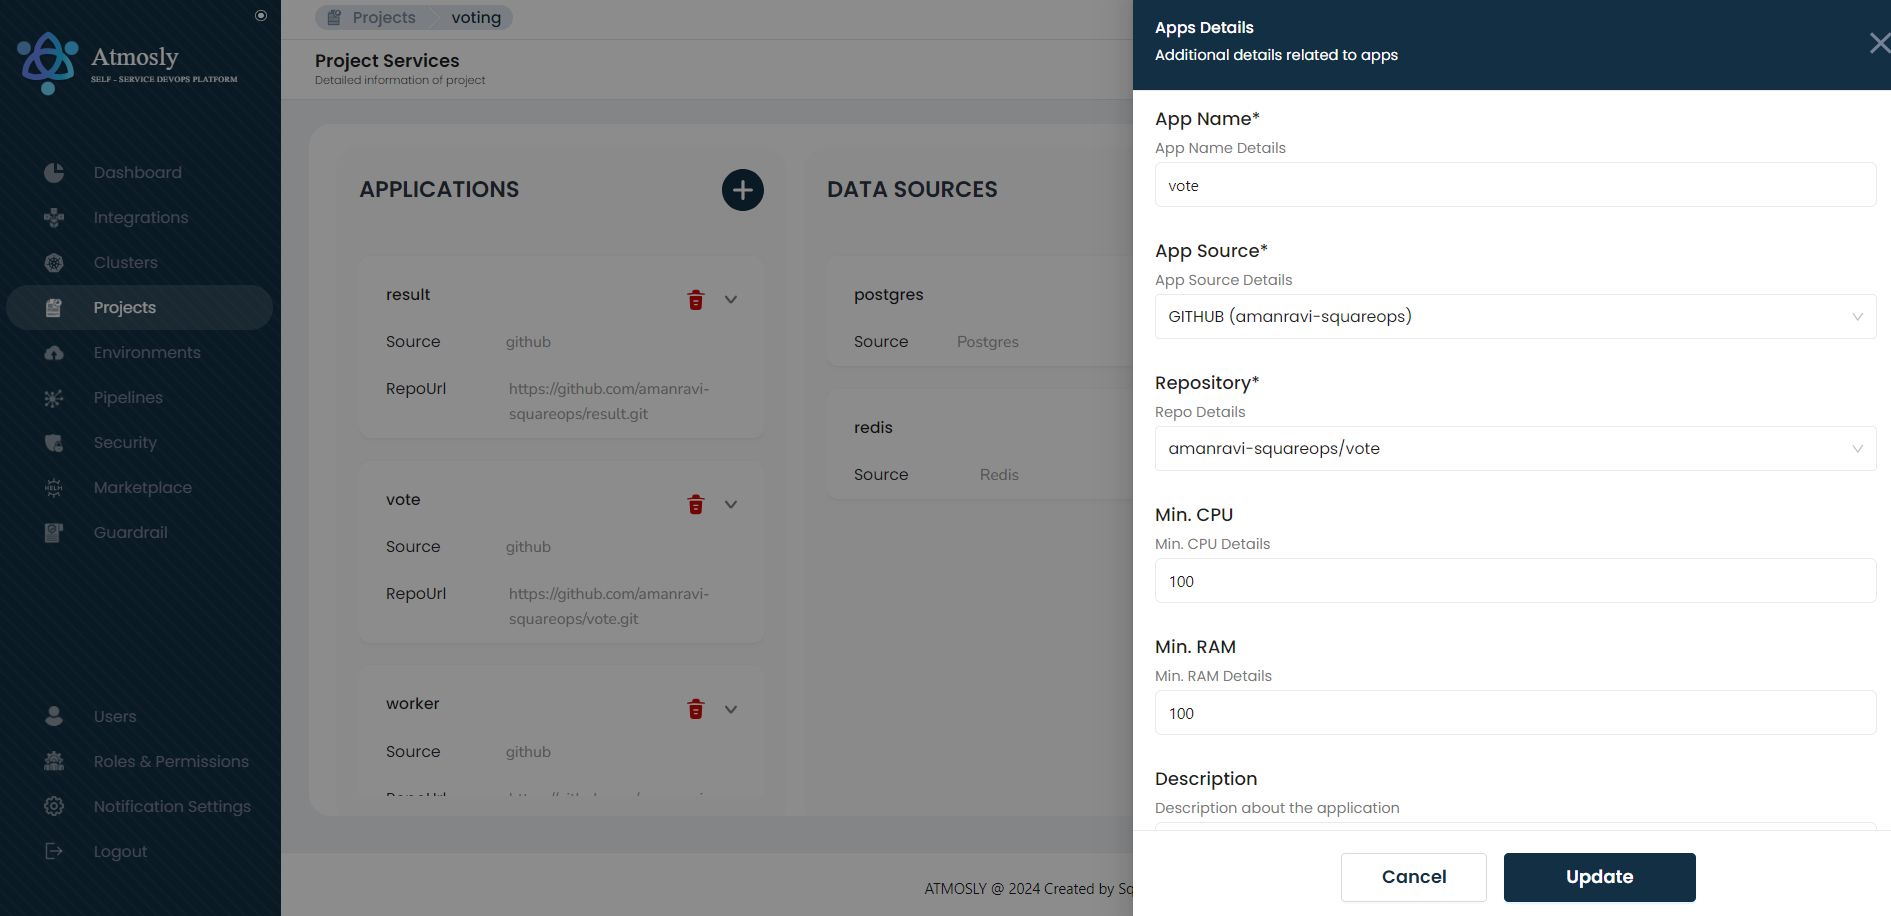 Atmosly
SELF - SERVICE DEVOPS PLATFORM
Dashboard
Integrations
Clusters
Projects
Environments
Pipelines
Security
HELM
Marketplace
Guardrail
Users
Roles & Permissions
Notification Settings
Logout
Projects
voting
Project Services
Detailed information of project
APPLICATIONS
result
Source github
RepoUrl https://github.com/amanravi-
squareops/result.git
vote
Source github
RepoUrl https://github.com/amanravi-
squareops/vote.git
worker
Source github
RepoUrl
DATA SOURCES
postgres
Source Postgres
redis
Source Redis
ATMOSLY @ 2024 Created by Sq
Apps Details
Additional details related to apps
App Name*
App Name Details
vote
App Source*
App Source Details
GITHUB (amanravi-squareops)
Repository*
Repo Details
amanravi-squareops/vote
Min. CPU
Min. CPU Details
100
Min. RAM
Min. RAM Details
100
Description
Description about the application
Cancel
Update